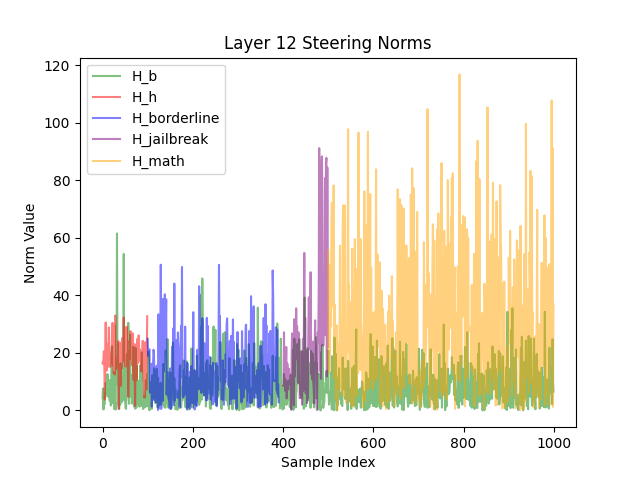 Layer 12 Steering Norms
H_b
H_h
H_borderline
H_jailbreak
H_math
Norm Value
120
100
80
60
40
20
0
0 200 400 600 800 1000
Sample Index